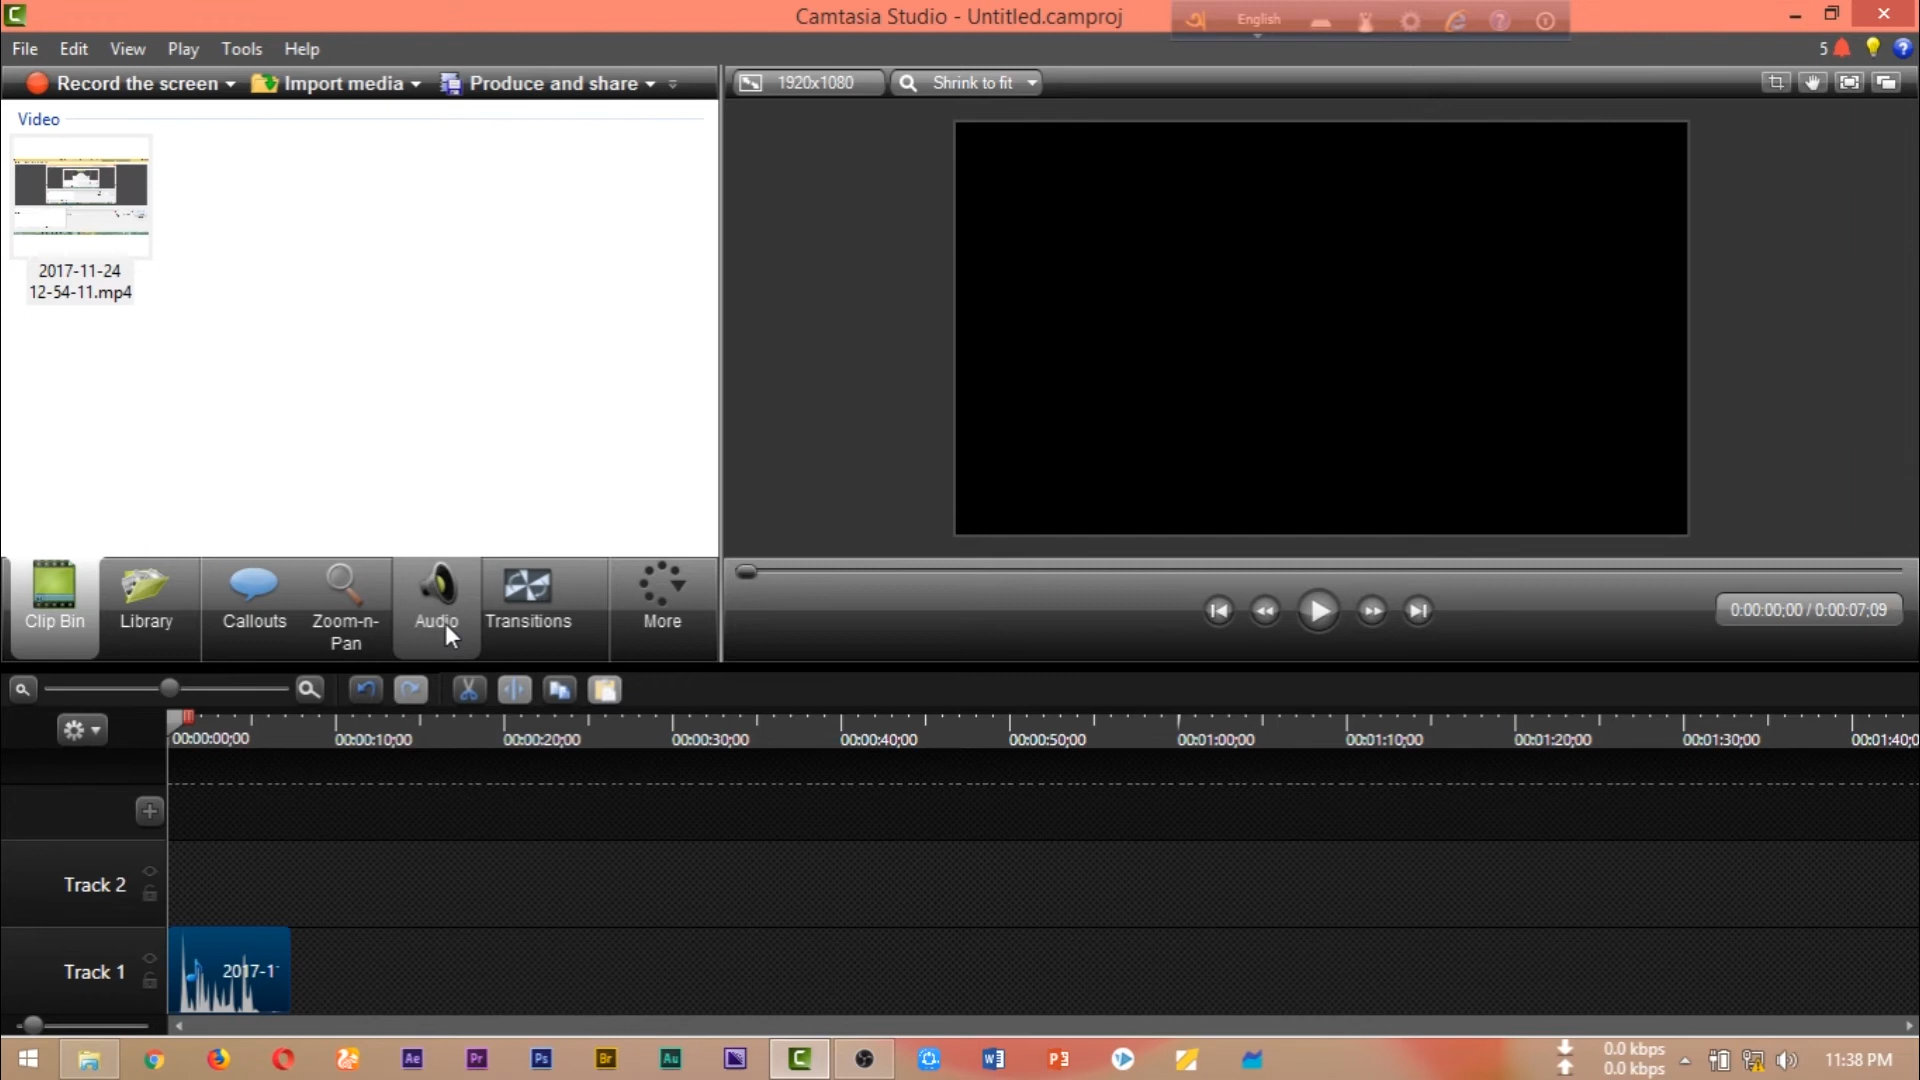 Camtasia Studio - Untitled.camproj
English
File Edit View Play Tools Help
5
Record the screen Import media Produce and share
1920x1080 Shrink to fit
Video
2017-11-24
12-54-11.mp4
Clip Bin Library Callouts Zoom-n-Pan Audio Transitions More
0:00:00;00 / 0:00:07;09
00:00:00;00 00:00:10;00 00:00:20;00 00:00:30;00 00:00:40;00 00:00:50;00 00:01:00;00 00:01:10;00 00:01:20;00 00:01:30;00 00:01:40;0
Track 2
Track 1
2017-1
Ae Pr Ps Br Au
0.0 kbps
0.0 kbps
11:38 PM